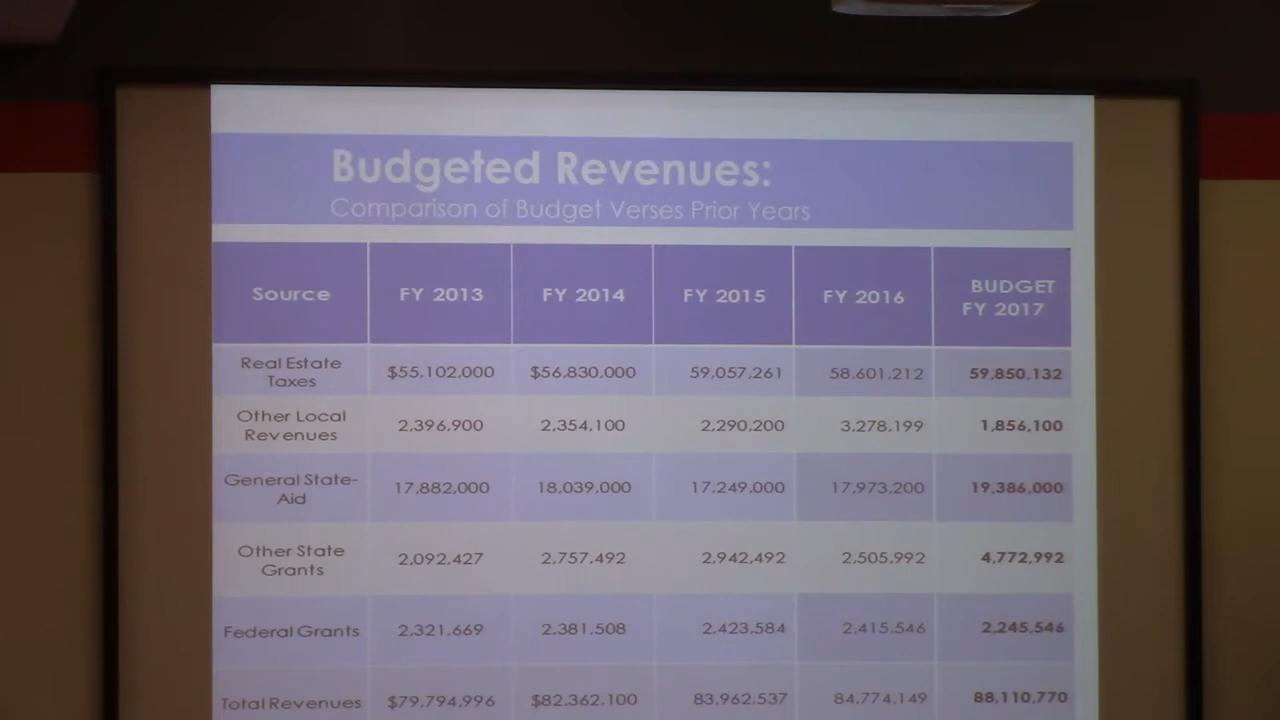 Budgeted Revenues:
Comparison of Budget Verses Prior Years
Source FY 2013 FY 2014 FY 2015 FY 2016 BUDGET FY 2017
Real Estate Taxes $55,102,000 $56,830,000 59,057,261 58,601,212 59,850,132
Other Local Revenues 2,396,900 2,354,100 2,290,200 3,278,199 1,856,100
General State-Aid 17,882,000 18,039,000 17,249,000 17,973,200 19,386,000
Other State Grants 2,092,427 2,757,492 2,942,492 2,505,992 4,772,992
Federal Grants 2,321,669 2,381,508 2,423,584 2,415,546 2,245,546
Total Revenues $79,794,996 $82,362,100 83,962,537 84,774,149 88,110,770